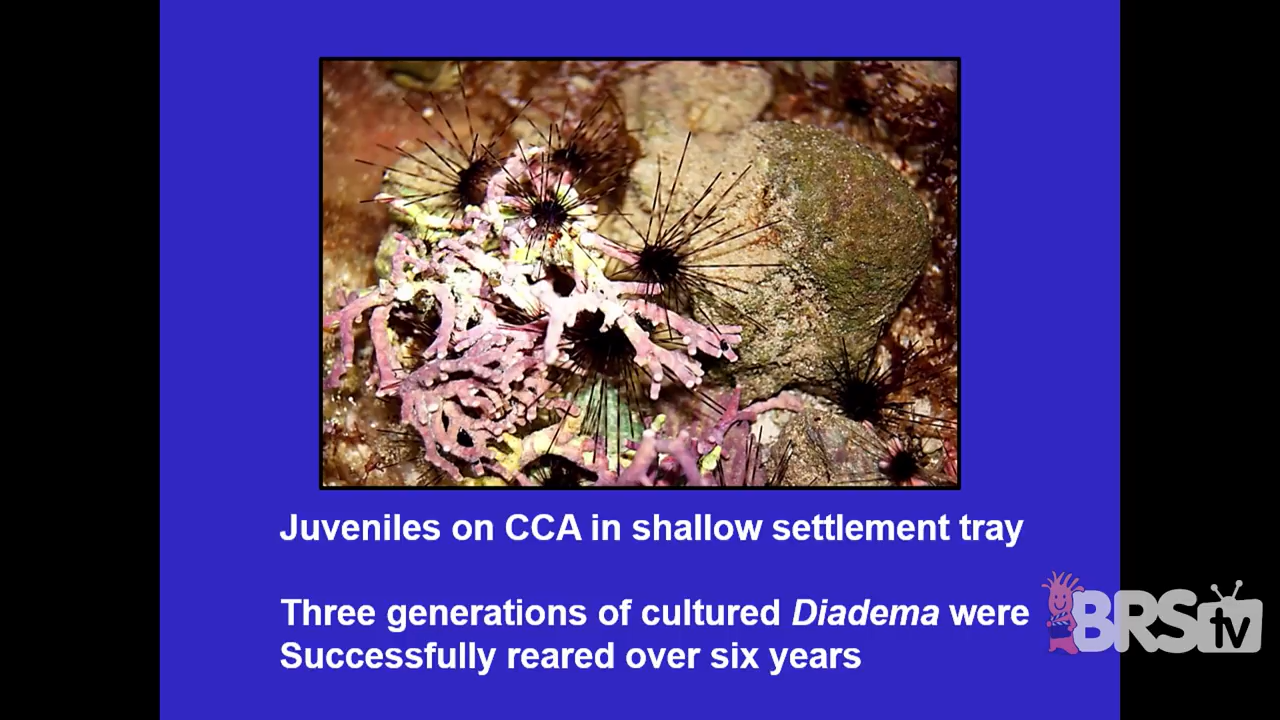 Juveniles on CCA in shallow settlement tray
Three generations of cultured Diadema were
Successfully reared over six years
BRStv